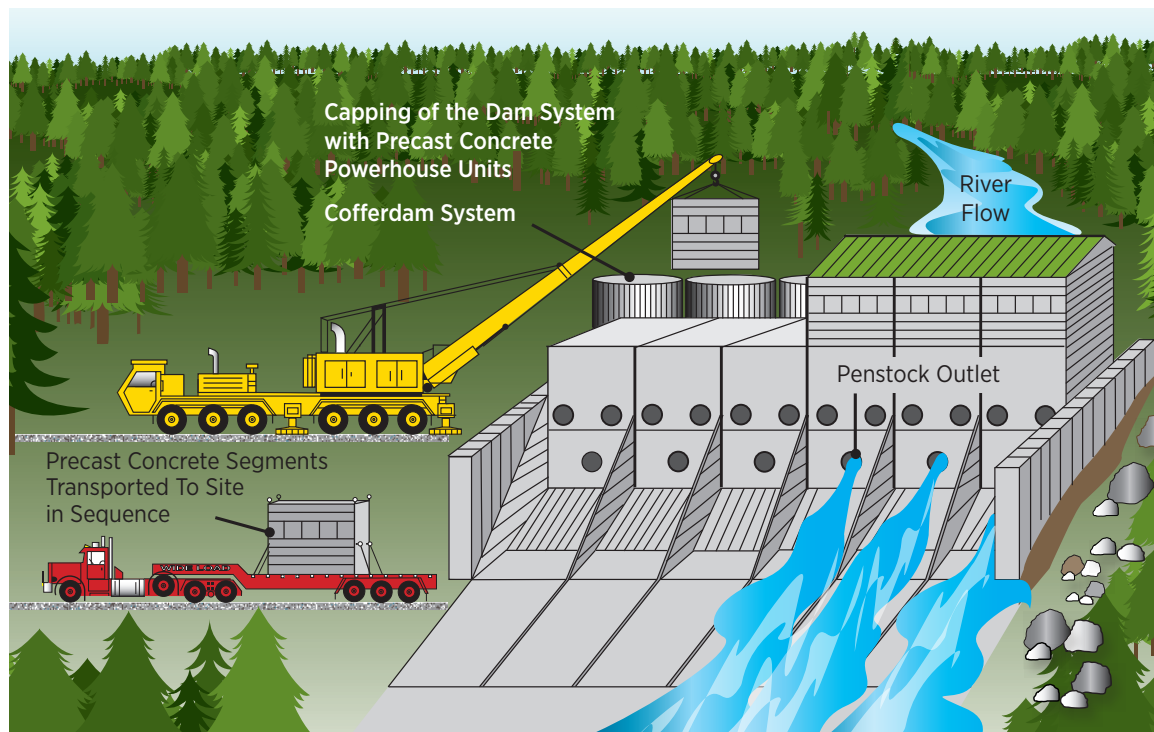 Capping of the Dam System
with Precast Concrete
Powerhouse Units
Cofferdam System
River
Flow
Penstock Outlet
Precast Concrete Segments
Transported To Site
in Sequence
WIDE LOAD